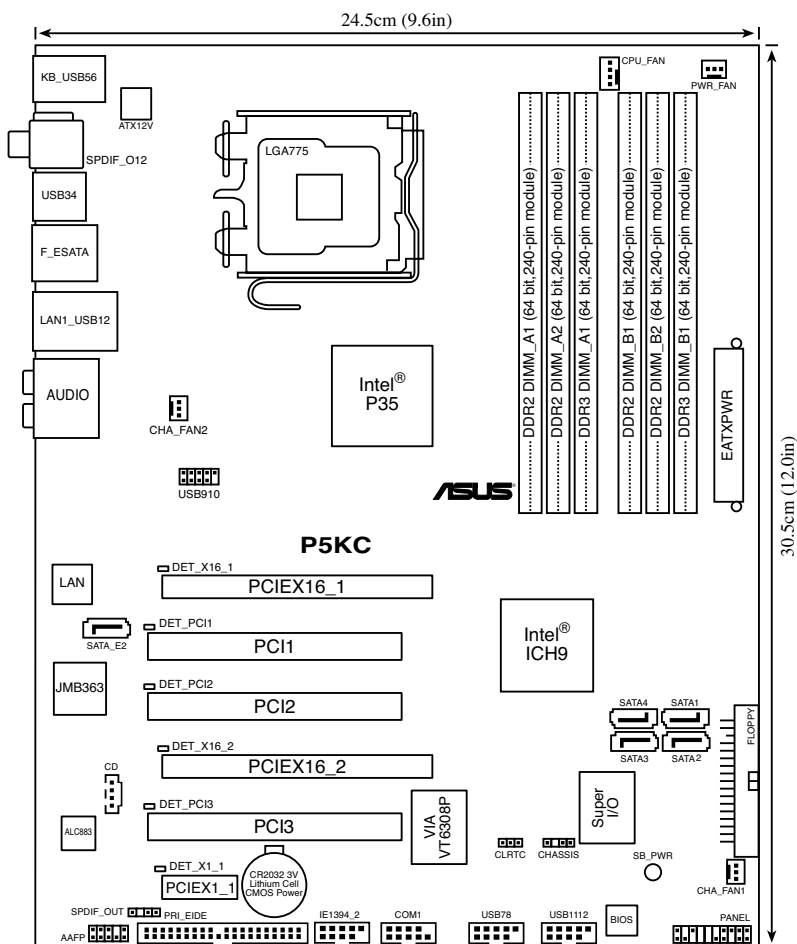 24.5cm (9.6in)
KB_USB56
ATX12V
CPU_FAN
PWR_FAN
SPDIF_O12
LGA775
USB34
F_ESATA
LAN1_USB12
AUDIO
CHA_FAN2
USB910
Intel®
P35
DDR2 DIMM_A1 (64 bit,240-pin module)
DDR2 DIMM_A2 (64 bit,240-pin module)
DDR3 DIMM_A1 (64 bit,240-pin module)
DDR2 DIMM_B1 (64 bit,240-pin module)
DDR2 DIMM_B2 (64 bit,240-pin module)
DDR3 DIMM_B1 (64 bit,240-pin module)
EATXPWR
30.5cm (12.0in)
ASUS
P5KC
LAN
DET_X16_1
PCIEX16_1
SATA_E2
DET_PCI1
PCI1
Intel®
ICH9
JMB363
DET_PCI2
PCI2
SATA4
SATA1
SATA3
SATA2
FLOPPY
DET_X16_2
PCIEX16_2
CD
ALC883
DET_PCI3
PCI3
VIA
VT6308P
Super
I/O
CLRTC
CHASSIS
SB_PWR
CHA_FAN1
DET_X1_1
PCIEX1_1
CR2032 3V
Lithium Cell
CMOS Power
SPDIF_OUT
PRI_EIDE
AAFP
IE1394_2
COM1
USB78
USB1112
BIOS
PANEL